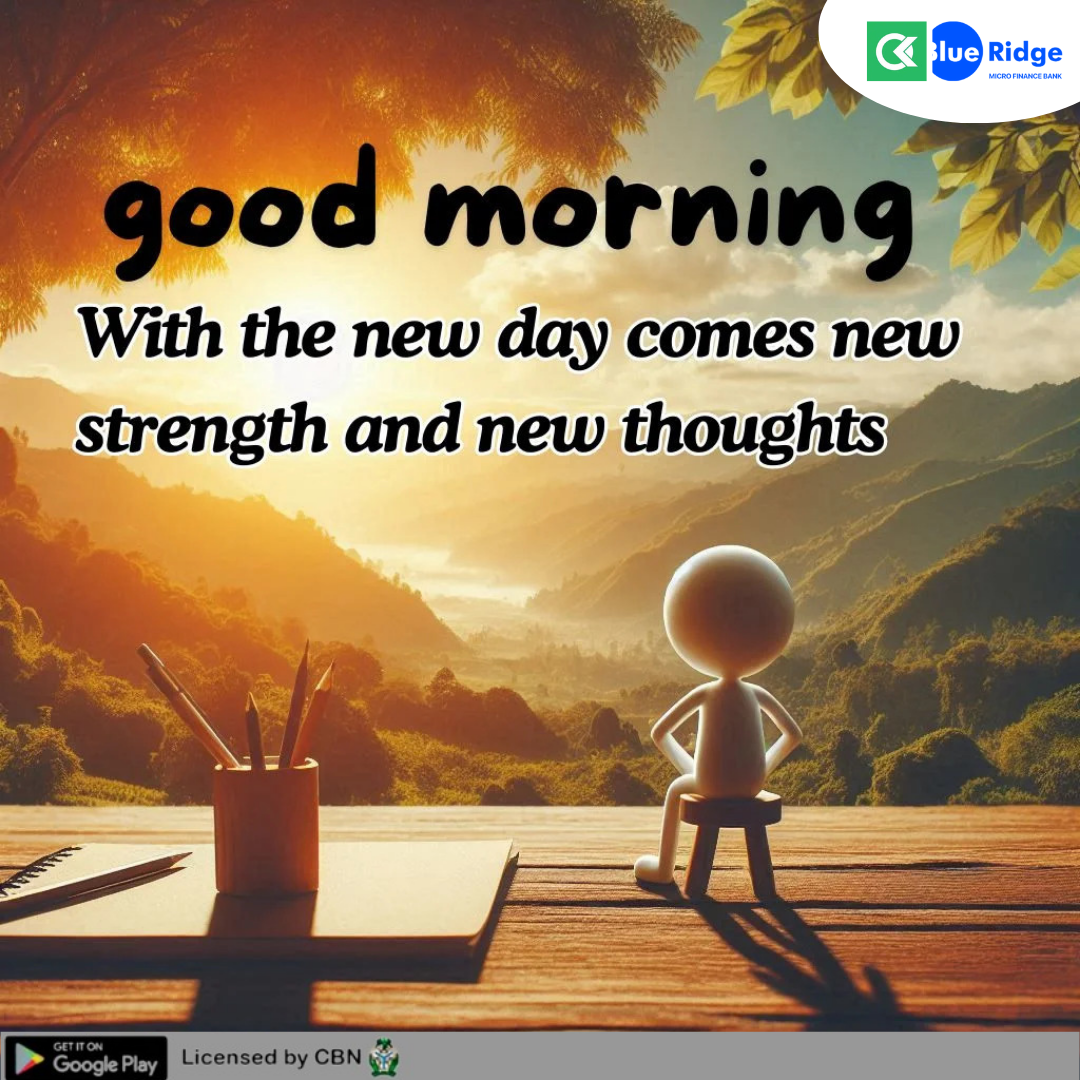 Blue Ridge
MICRO FINANCE BANK
good morning
With the new day comes new
strength and new thoughts
GET IT ON
Google Play
Licensed by CBN